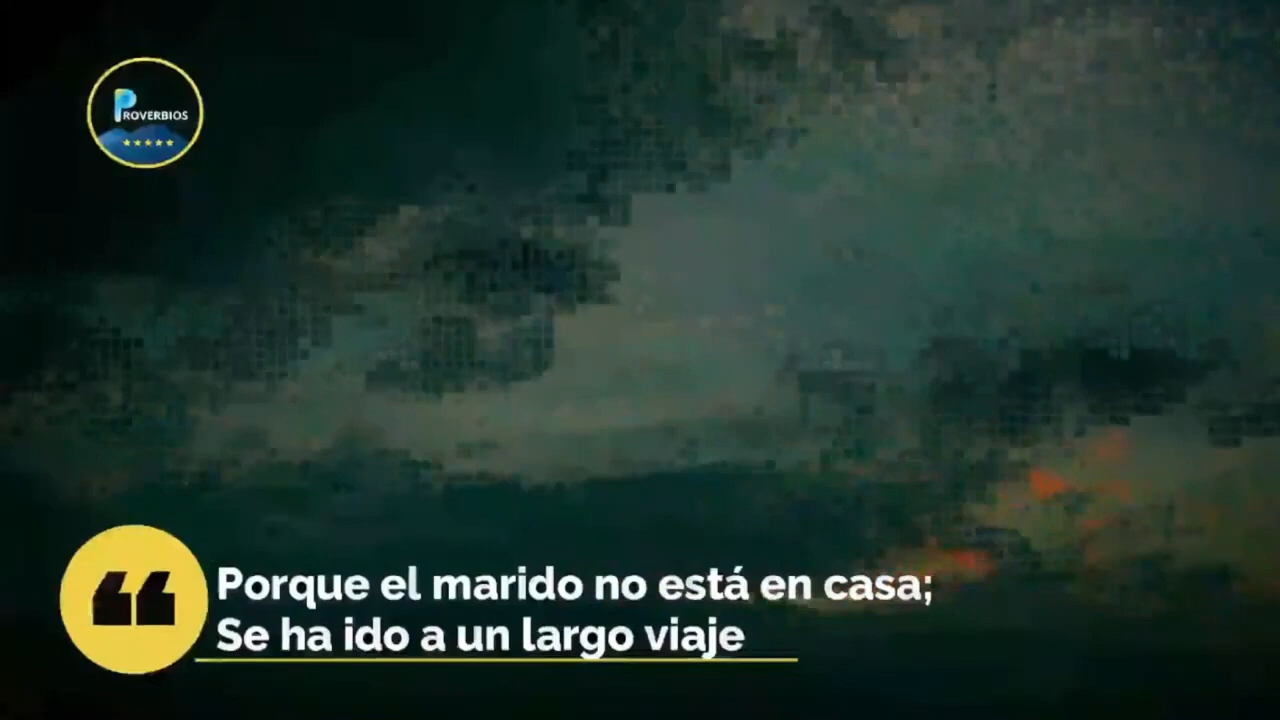 PROVERBIOS
Porque el marido no está en casa;
Se ha ido a un largo viaje